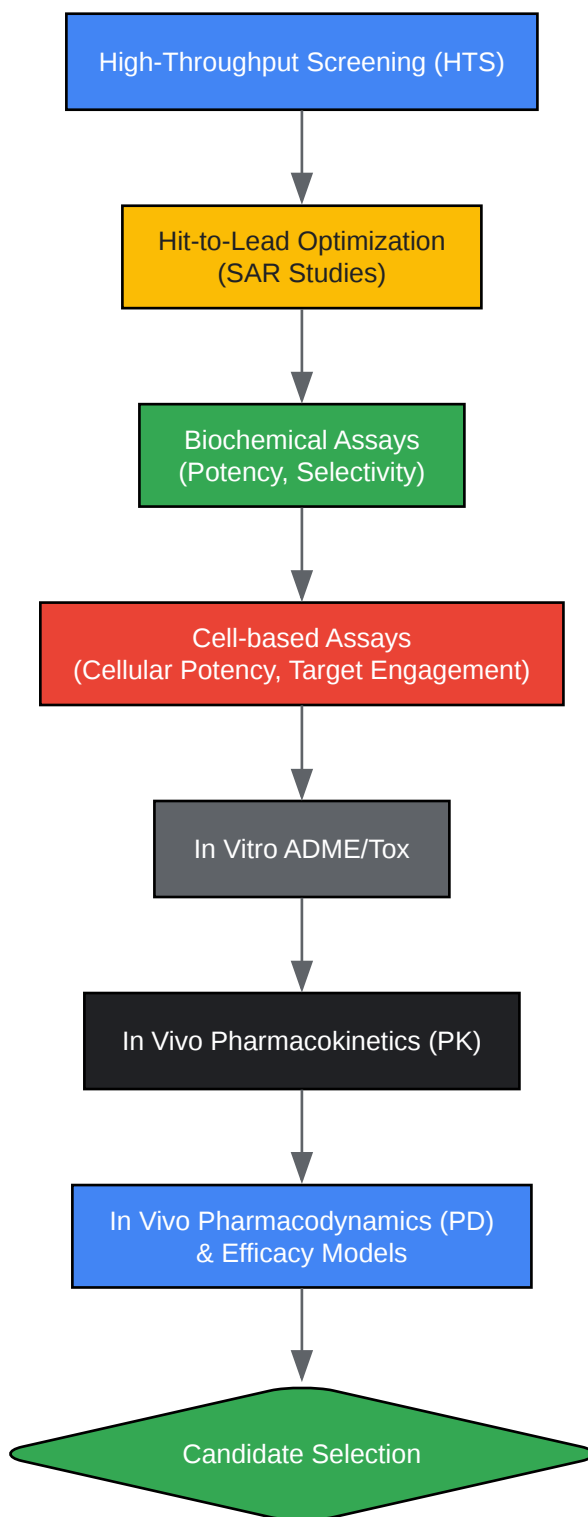 High-Throughput Screening (HTS)
Hit-to-Lead Optimization
(SAR Studies)
Biochemical Assays
(Potency, Selectivity)
Cell-based Assays
(Cellular Potency, Target Engagement)
In Vitro ADME/Tox
In Vivo Pharmacokinetics (PK)
In Vivo Pharmacodynamics (PD)
& Efficacy Models
Candidate Selection